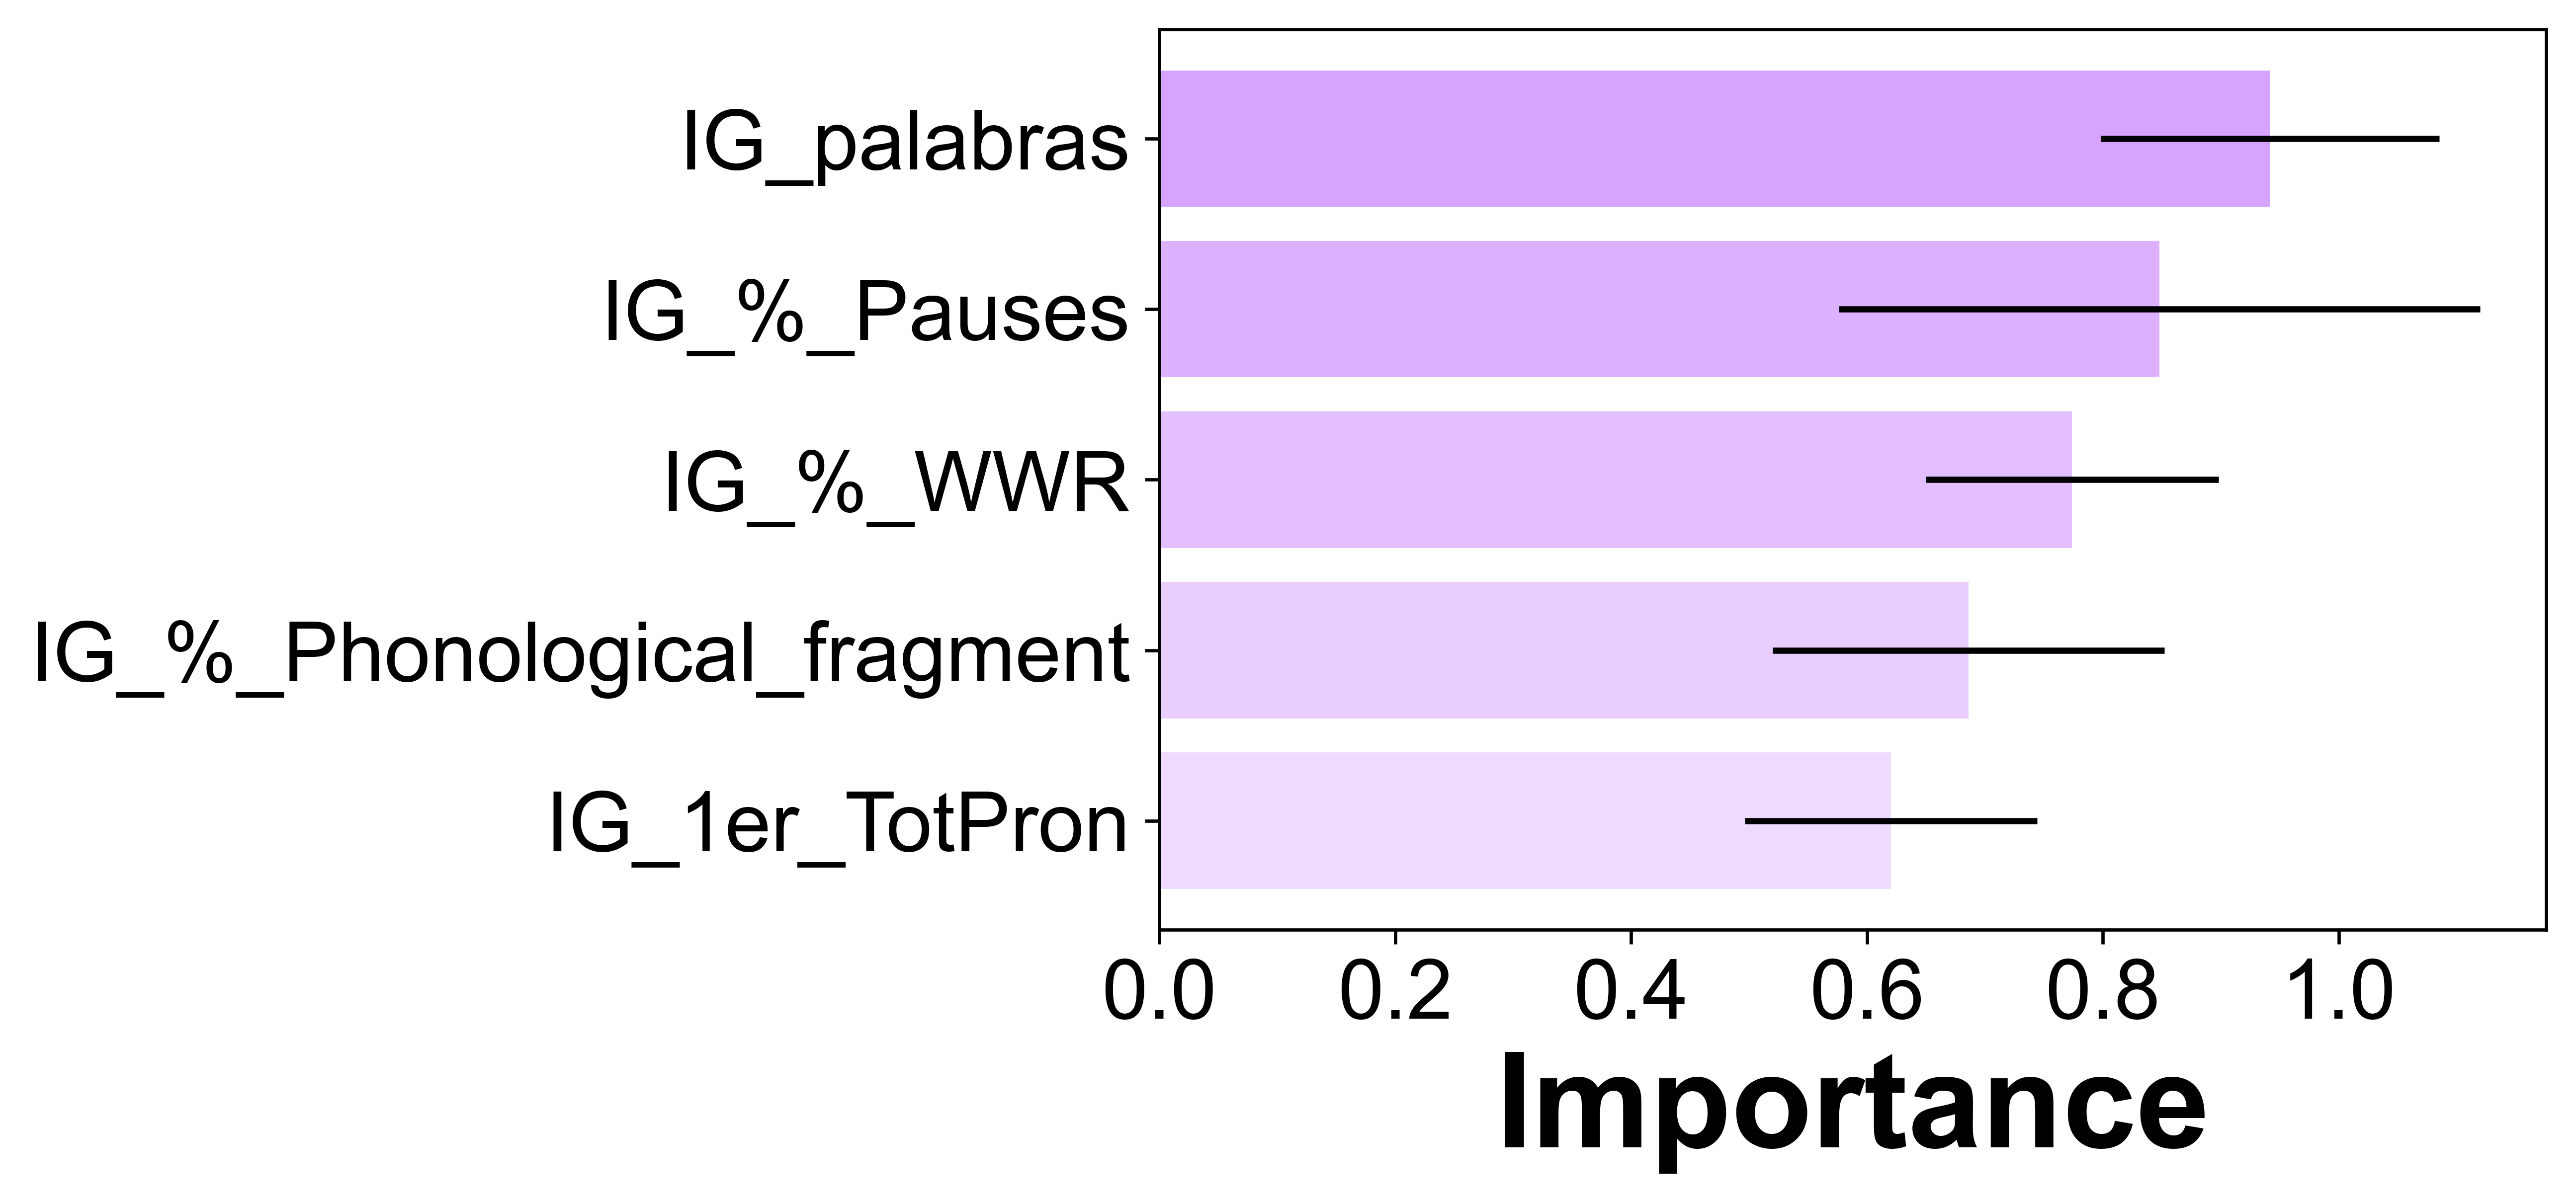 IG_palabras
IG_%_Pauses
IG_%_WWR
IG_%_Phonological_fragment
IG_1er_TotPron
0.0 0.2 0.4 0.6 0.8 1.0
Importance